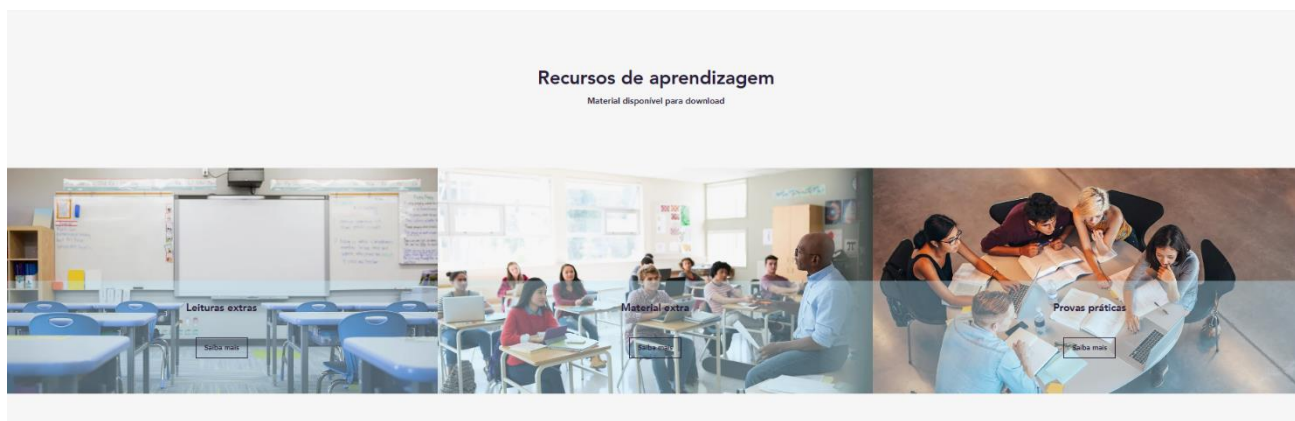 Recursos de aprendizagem
Material disponível para download
Leituras extras
Material extra
Provas práticas
Saiba mais
Saiba mais
Saiba mais